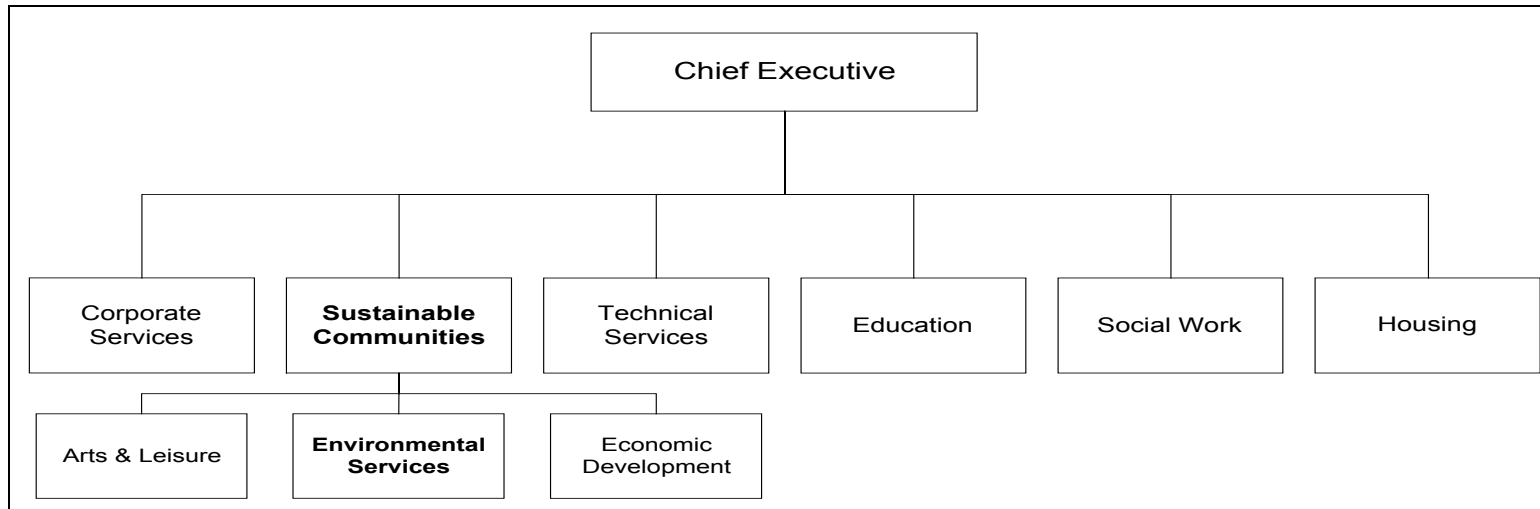 Chief Executive
Corporate
Services
Sustainable
Communities
Technical
Services
Education
Social Work
Housing
Arts & Leisure
Environmental
Services
Economic
Development